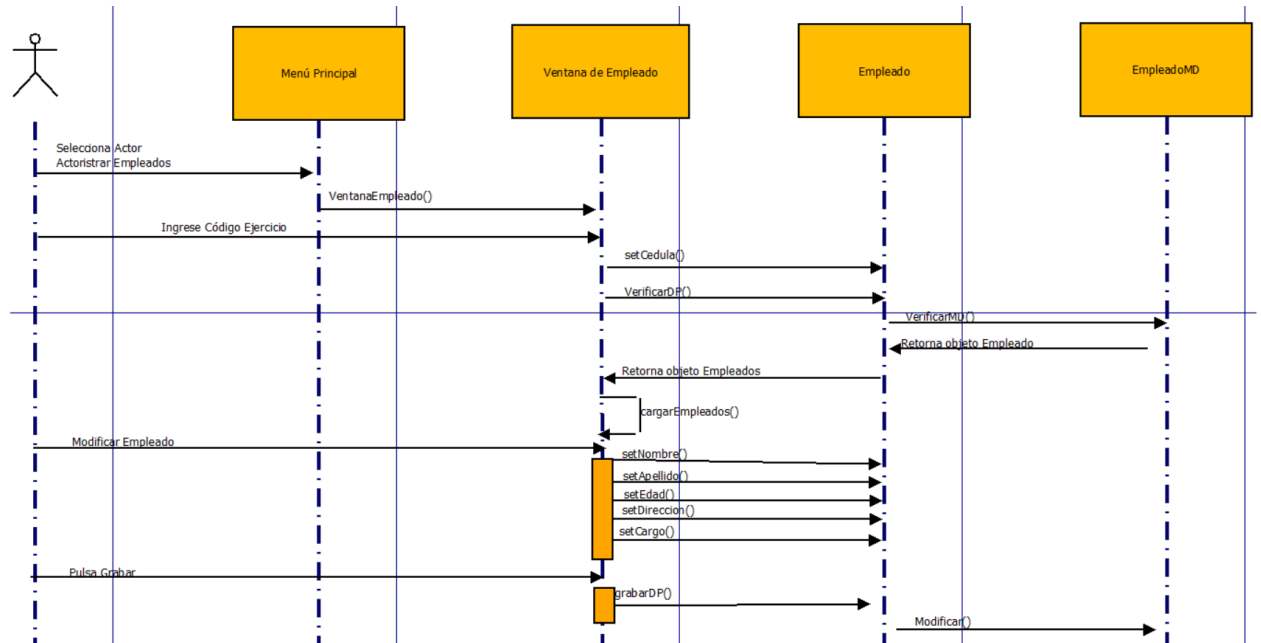 Menú Principal
Ventana de Empleado
Empleado
EmpleadoMD
Selecciona Actor
Actoristrar Empleados
VentanaEmpleado()
Ingrese Código Ejercicio
setCedula()
VerificarDP()
VerificarMD()
Retorna objeto Empleado
Retorna objeto Empleados
cargarEmpleados()
Modificar Empleado
setNombre()
setApellido()
setEdad()
setDireccion()
setCargo()
Pulsa Grabar
grabarDP()
Modificar()